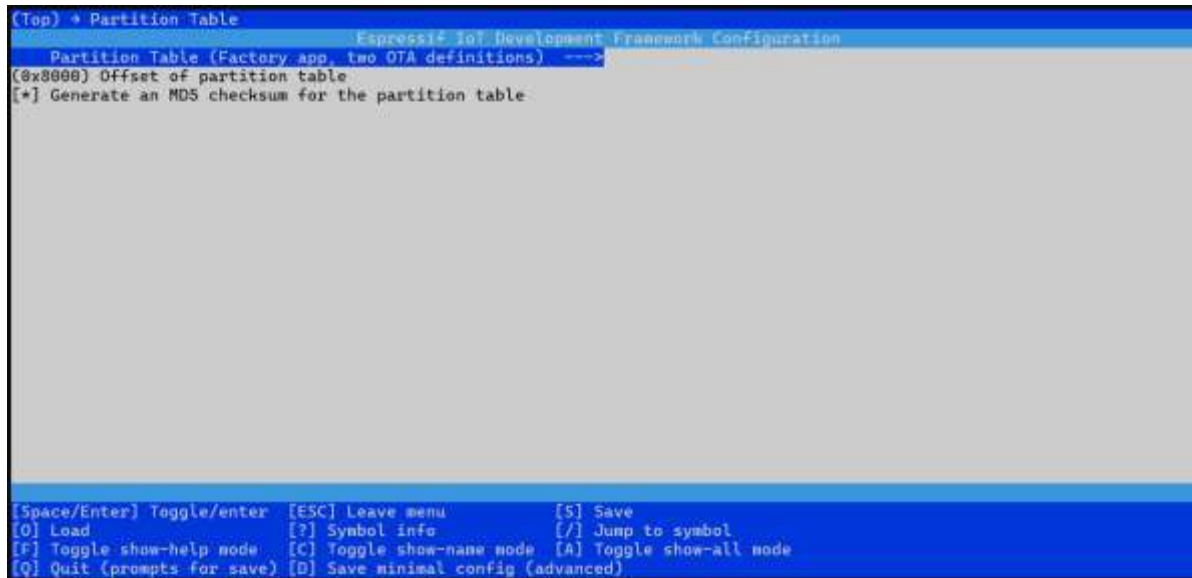 (Top) → Partition Table
Espressif IoT Development Framework Configuration
Partition Table (Factory app, two OTA definitions)  --->
(0x8000) Offset of partition table
[*] Generate an MD5 checksum for the partition table
[Space/Enter] Toggle/enter  [ESC] Leave menu  [S] Save
[O] Load  [?] Symbol info  [/] Jump to symbol
[F] Toggle show-help mode  [C] Toggle show-name mode  [A] Toggle show-all mode
[Q] Quit (prompts for save)  [D] Save minimal config (advanced)